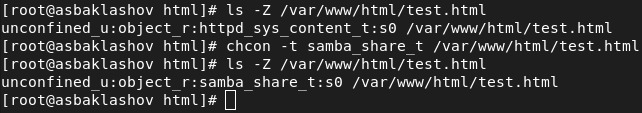 [root@asbaklashov html]# ls -Z /var/www/html/test.html
unconfined_u:object_r:httpd_sys_content_t:s0 /var/www/html/test.html
[root@asbaklashov html]# chcon -t samba_share_t /var/www/html/test.html
[root@asbaklashov html]# ls -Z /var/www/html/test.html
unconfined_u:object_r:samba_share_t:s0 /var/www/html/test.html
[root@asbaklashov html]#